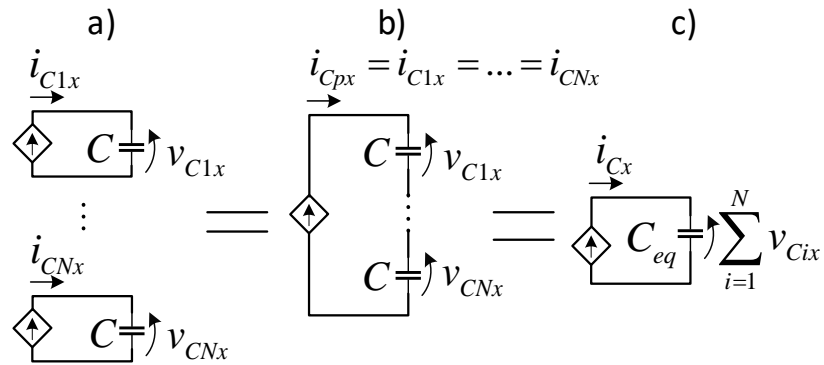 a) b) c)
i_{C1x}
i_{Cpx} = i_{C1x} = ... = i_{CNx}
C v_{C1x}
C v_{C1x}
i_{Cx}
⋮
⋮
C_{eq} \sum_{i=1}^{N} v_{Cix}
i_{CNx}
C v_{CNx}
C v_{CNx}